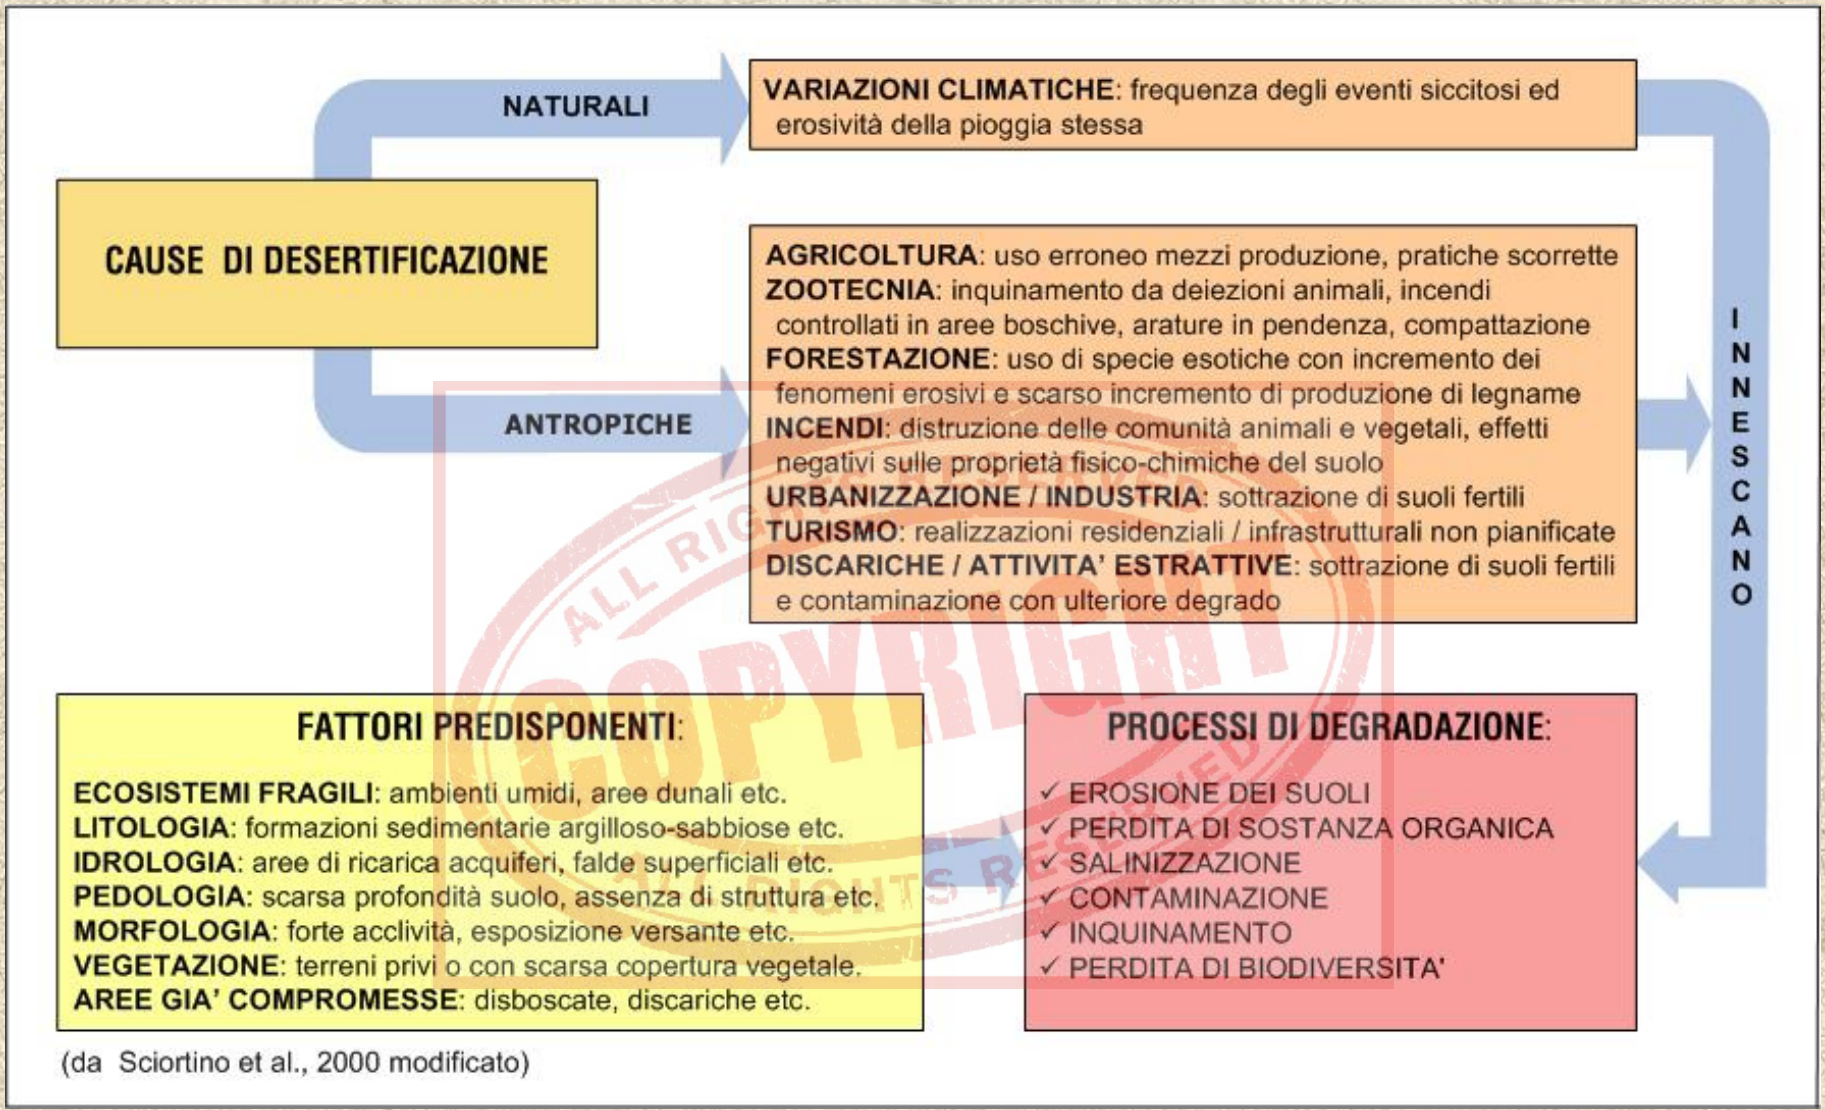 NATURALI
VARIAZIONI CLIMATICHE: frequenza degli eventi siccitosi ed
erosività della pioggia stessa
CAUSE DI DESERTIFICAZIONE
ANTROPICHE
AGRICOLTURA: uso erroneo mezzi produzione, pratiche scorrette
ZOOTECNIA: inquinamento da deiezioni animali, incendi
controllati in aree boschive, arature in pendenza, compattazione
FORESTAZIONE: uso di specie esotiche con incremento dei
fenomeni erosivi e scarso incremento di produzione di legname
INCENDI: distruzione delle comunità animali e vegetali, effetti
negativi sulle proprietà fisico-chimiche del suolo
URBANIZZAZIONE / INDUSTRIA: sottrazione di suoli fertili
TURISMO: realizzazioni residenziali / infrastrutturali non pianificate
DISCARICHE / ATTIVITA' ESTRATTIVE: sottrazione di suoli fertili
e contaminazione con ulteriore degrado
INNESCANO
FATTORI PREDISPONENTI:
ECOSISTEMI FRAGILI: ambienti umidi, aree dunali etc.
LITOLOGIA: formazioni sedimentarie argilloso-sabbiose etc.
IDROLOGIA: aree di ricarica acquiferi, falde superficiali etc.
PEDOLOGIA: scarsa profondità suolo, assenza di struttura etc.
MORFOLOGIA: forte acclività, esposizione versante etc.
VEGETAZIONE: terreni privi o con scarsa copertura vegetale.
AREE GIA' COMPROMESSE: disboscate, discariche etc.
PROCESSI DI DEGRADAZIONE:
✓ EROSIONE DEI SUOLI
✓ PERDITA DI SOSTANZA ORGANICA
✓ SALINIZZAZIONE
✓ CONTAMINAZIONE
✓ INQUINAMENTO
✓ PERDITA DI BIODIVERSITA'
(da Sciortino et al., 2000 modificato)
ALL RIGHTS RESERVED
COPYRIGHT
ALL RIGHTS RESERVED